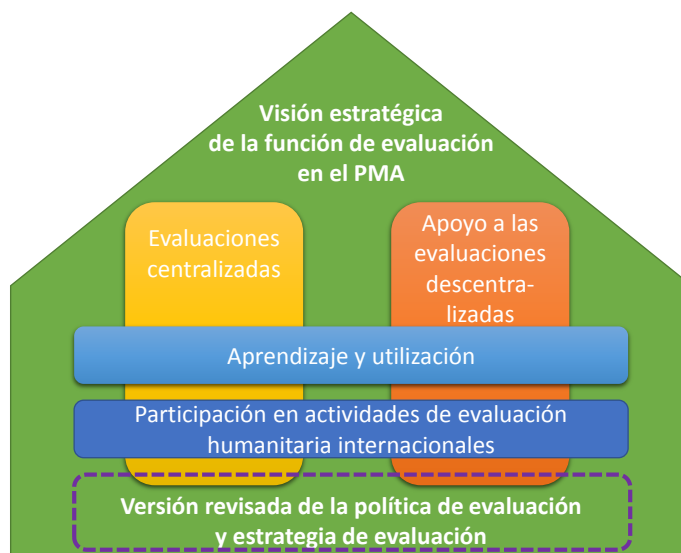 Visión estratégica
de la función de evaluación
en el PMA
Evaluaciones
centralizadas
Apoyo a las
evaluaciones
descentra-
lizadas
Aprendizaje y utilización
Participación en actividades de evaluación
humanitaria internacionales
Versión revisada de la política de evaluación
y estrategia de evaluación